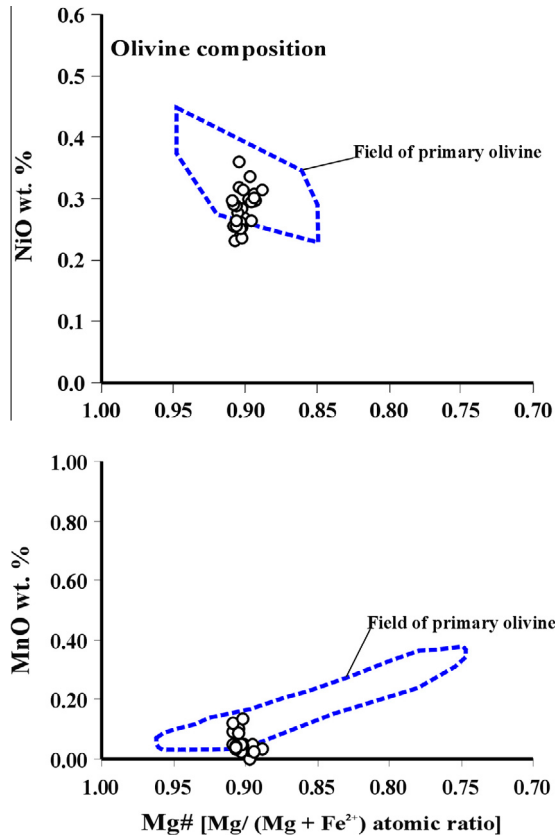 0.6
Olivine composition
0.5
0.4
Field of primary olivine
0.3
NiO wt. %
0.2
0.1
0.0
1.00 0.95 0.90 0.85 0.80 0.75 0.70
1.00
0.80
0.60
MnO wt. %
Field of primary olivine
0.40
0.20
0.00
1.00 0.95 0.90 0.85 0.80 0.75 0.70
Mg# [Mg/ (Mg + Fe²⁺) atomic ratio]